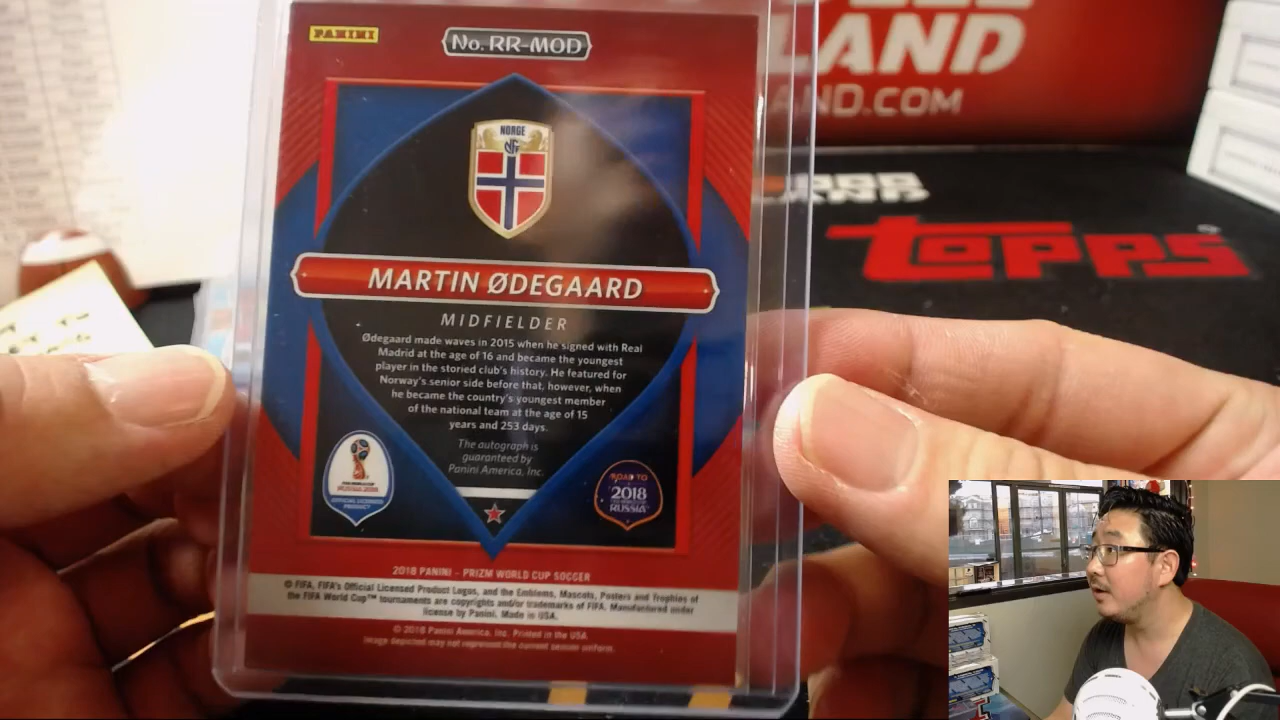 PANINI
No. RR-MOD
NORGE
MARTIN ØDEGAARD
MIDFIELDER
Ødegaard made waves in 2015 when he signed with Real
Madrid at the age of 16 and became the youngest
player in the storied club's history. He featured for
Norway's senior side before that, however, when
he became the country's youngest member
of the national team at the age of 15
years and 253 days.
The autograph is
guaranteed by
Panini America, Inc.
RUSSIA 2018
OFFICIAL LICENSED
PRODUCT
ROAD TO
2018
RUSSIA
2018 PANINI - PRIZM WORLD CUP SOCCER
© FIFA, FIFA's Official Licensed Product Logos, and the Emblems, Mascots, Posters and Trophies of
the FIFA World Cup™ tournaments are copyrights and/or trademarks of FIFA. Manufactured under
license by Panini. Made in USA.
© 2018 Panini America, Inc. Printed in the USA
Image depicted may not represent the current season uniform.
LAND
AND.COM
LAND
TOPPS